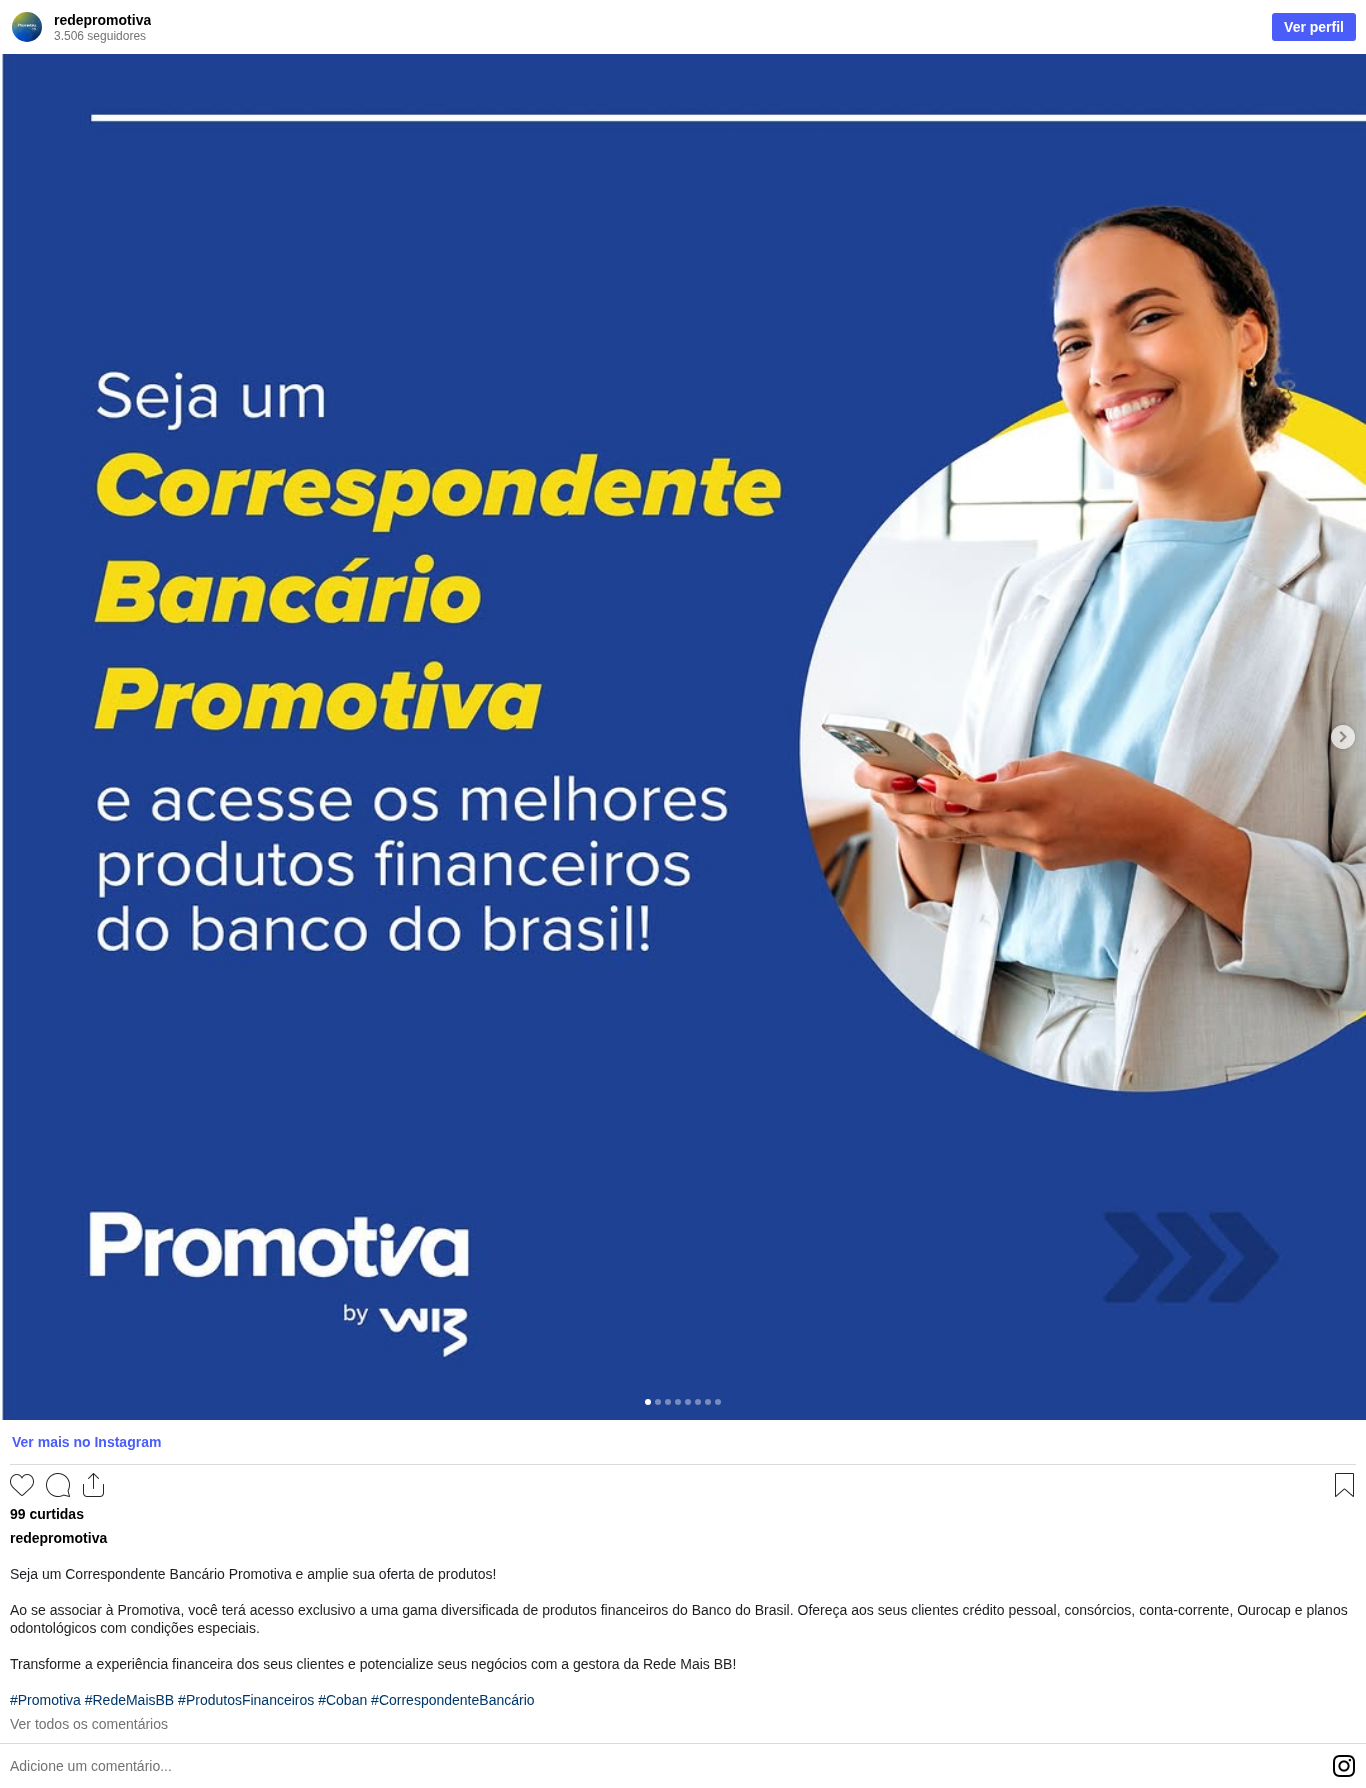 redepromotiva
3.506 seguidores
Ver perfil
Seja um
Correspondente
Bancário
Promotiva
e acesse os melhores
produtos financeiros
do banco do brasil!
Promotiva
by wiz
Ver mais no Instagram
99 curtidas
redepromotiva
Seja um Correspondente Bancário Promotiva e amplie sua oferta de produtos!
Ao se associar à Promotiva, você terá acesso exclusivo a uma gama diversificada de produtos financeiros do Banco do Brasil. Ofereça aos seus clientes crédito pessoal, consórcios, conta-corrente, Ourocap e planos
odontológicos com condições especiais.
Transforme a experiência financeira dos seus clientes e potencialize seus negócios com a gestora da Rede Mais BB!
#Promotiva #RedeMaisBB #ProdutosFinanceiros #Coban #CorrespondenteBancário
Ver todos os comentários
Adicione um comentário...